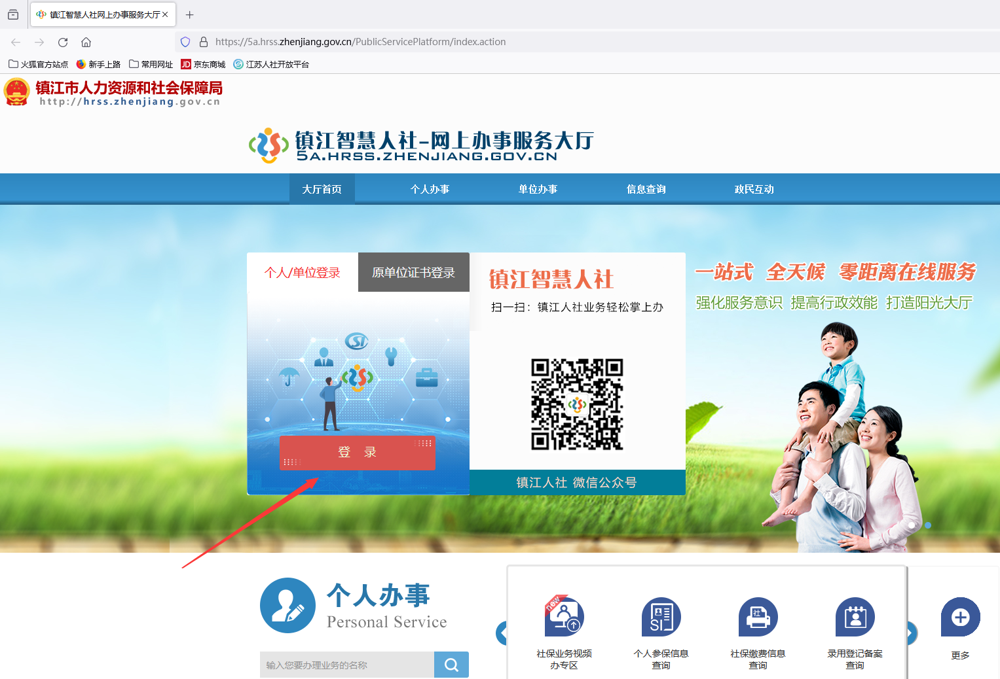 镇江智慧人社网上办事服务大厅
https://5a.hrss.zhenjiang.gov.cn/PublicServicePlatform/index.action
火狐官方站点 新手上路 常用网址 JD 京东商城 江苏人社开放平台
镇江市人力资源和社会保障局
http://hrss.zhenjiang.gov.cn
镇江智慧人社-网上办事服务大厅
5A.HRSS.ZHENJIANG.GOV.CN
大厅首页 个人办事 单位办事 信息查询 政民互动
个人/单位登录 原单位证书登录
镇江智慧人社
扫一扫：镇江人社业务轻松掌上办
一站式 全天候 零距离在线服务
强化服务意识 提高行政效能 打造阳光大厅
SI
登 录
镇江人社 微信公众号
个人办事
Personal Service
输入您要办理业务的名称
new
社保业务视频
办专区
SI
个人参保信息
查询
社
社保缴费信息
查询
录用登记备案
查询
更多